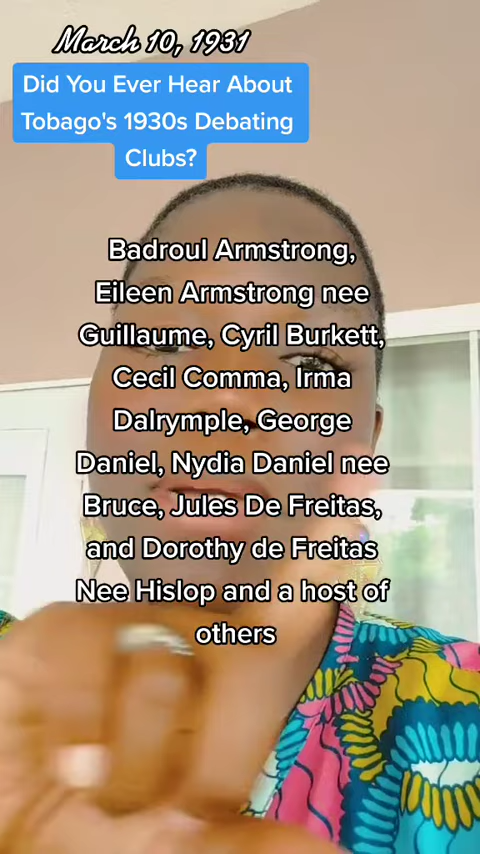 March 10, 1931
Did You Ever Hear About
Tobago's 1930s Debating
Clubs?
Badroul Armstrong,
Eileen Armstrong nee
Guillaume, Cyril Burkett,
Cecil Comma, Irma
Dalrymple, George
Daniel, Nydia Daniel nee
Bruce, Jules De Freitas,
and Dorothy de Freitas
Nee Hislop and a host of
others